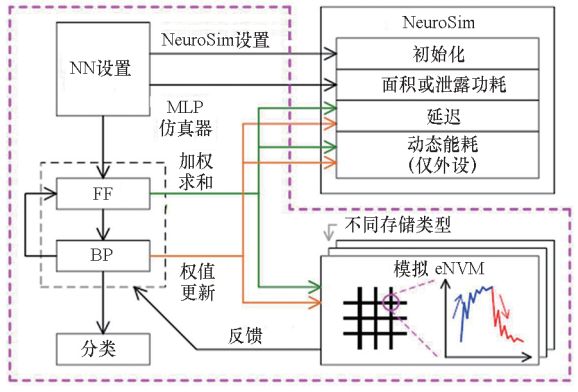 NN设置
NeuroSim设置
NeuroSim
初始化
面积或泄露功耗
延迟
动态能耗
(仅外设)
MLP
仿真器
加权
求和
FF
BP
权值
更新
不同存储类型
模拟 eNVM
反馈
分类